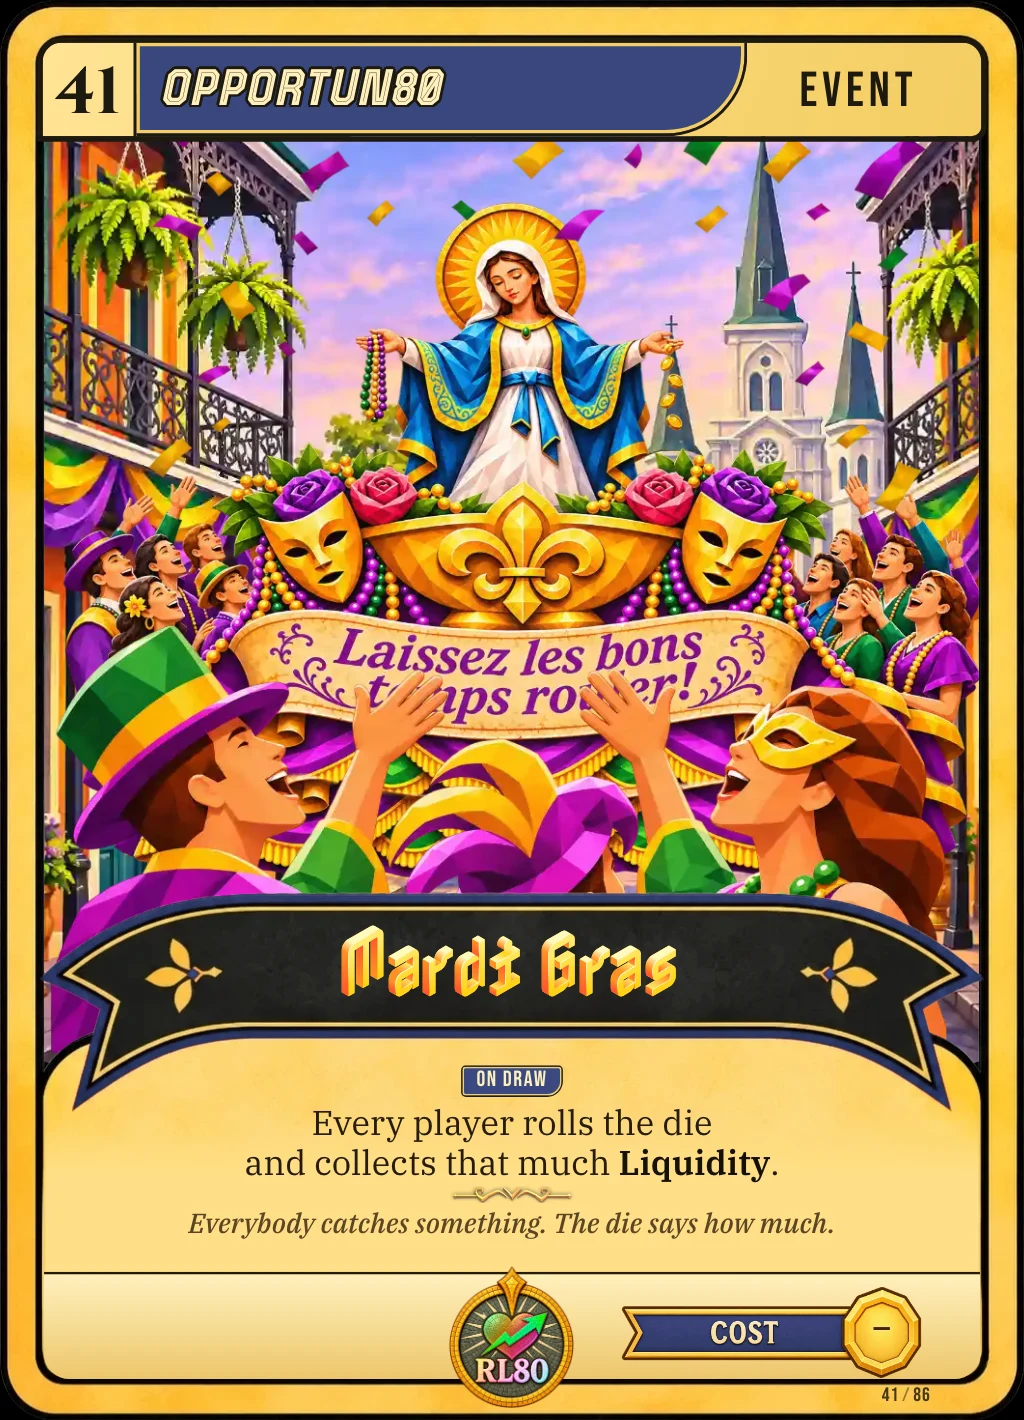 41
OPPORTUN80
EVENT
Laissez les bons
Mardi Gras
ON DRAW
Every player rolls the die
and collects that much Liquidity.
Everybody catches something. The die says how much.
RL80
COST
–
41 / 86